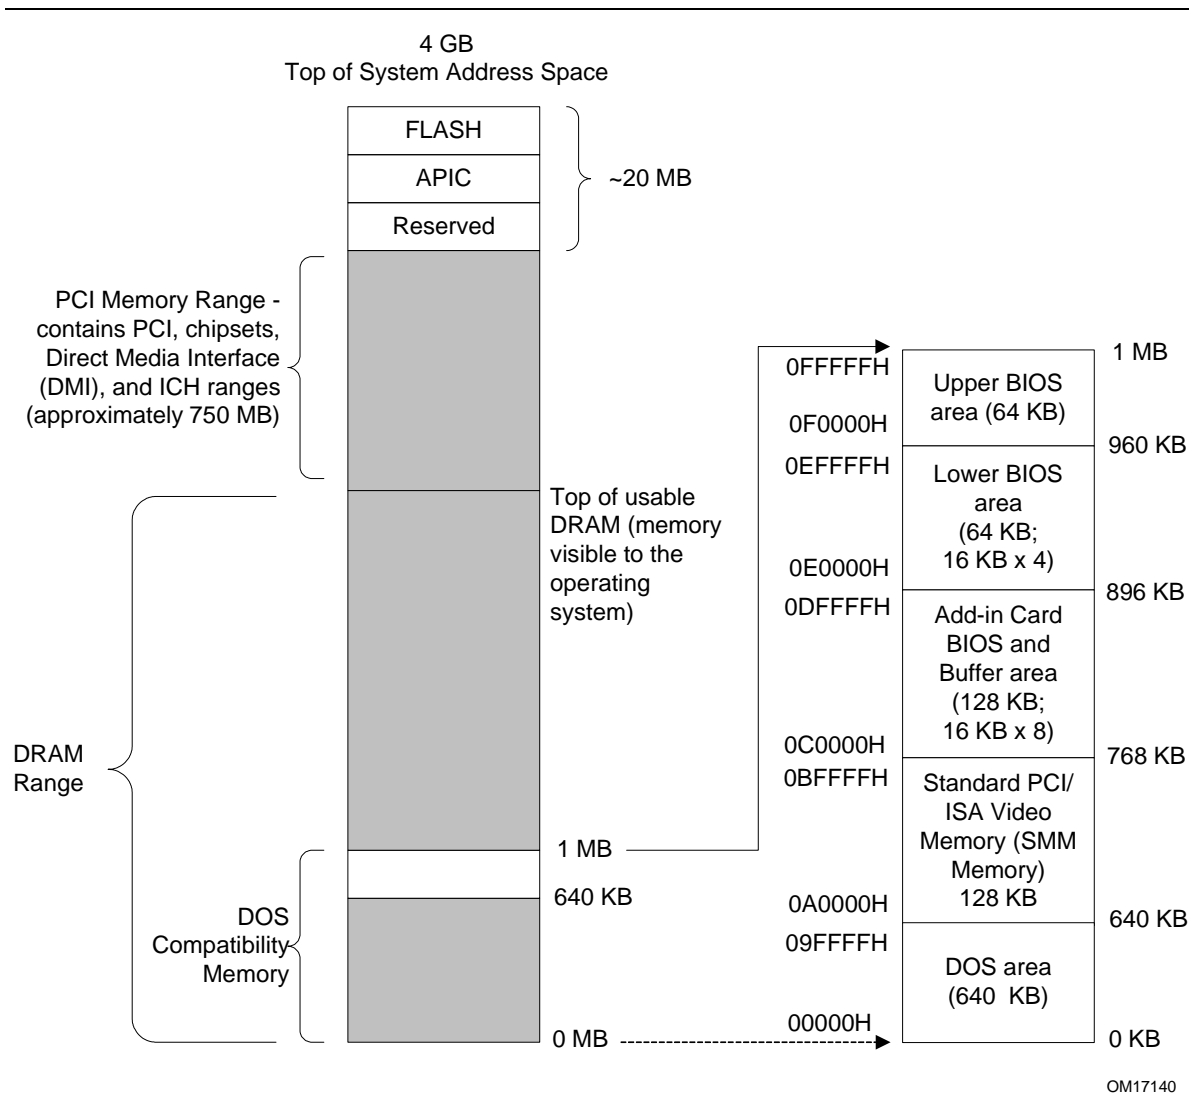 4 GB
Top of System Address Space
FLASH
APIC
Reserved
~20 MB
PCI Memory Range -
contains PCI, chipsets,
Direct Media Interface
(DMI), and ICH ranges
(approximately 750 MB)
Top of usable
DRAM (memory
visible to the
operating
system)
DRAM
Range
1 MB
640 KB
DOS
Compatibility
Memory
0 MB
0FFFFFH
1 MB
Upper BIOS
area (64 KB)
0F0000H
960 KB
0EFFFFH
Lower BIOS
area
(64 KB;
16 KB x 4)
0E0000H
896 KB
0DFFFFH
Add-in Card
BIOS and
Buffer area
(128 KB;
16 KB x 8)
0C0000H
768 KB
0BFFFFH
Standard PCI/
ISA Video
Memory (SMM
Memory)
128 KB
0A0000H
640 KB
09FFFFH
DOS area
(640 KB)
00000H
0 KB
OM17140